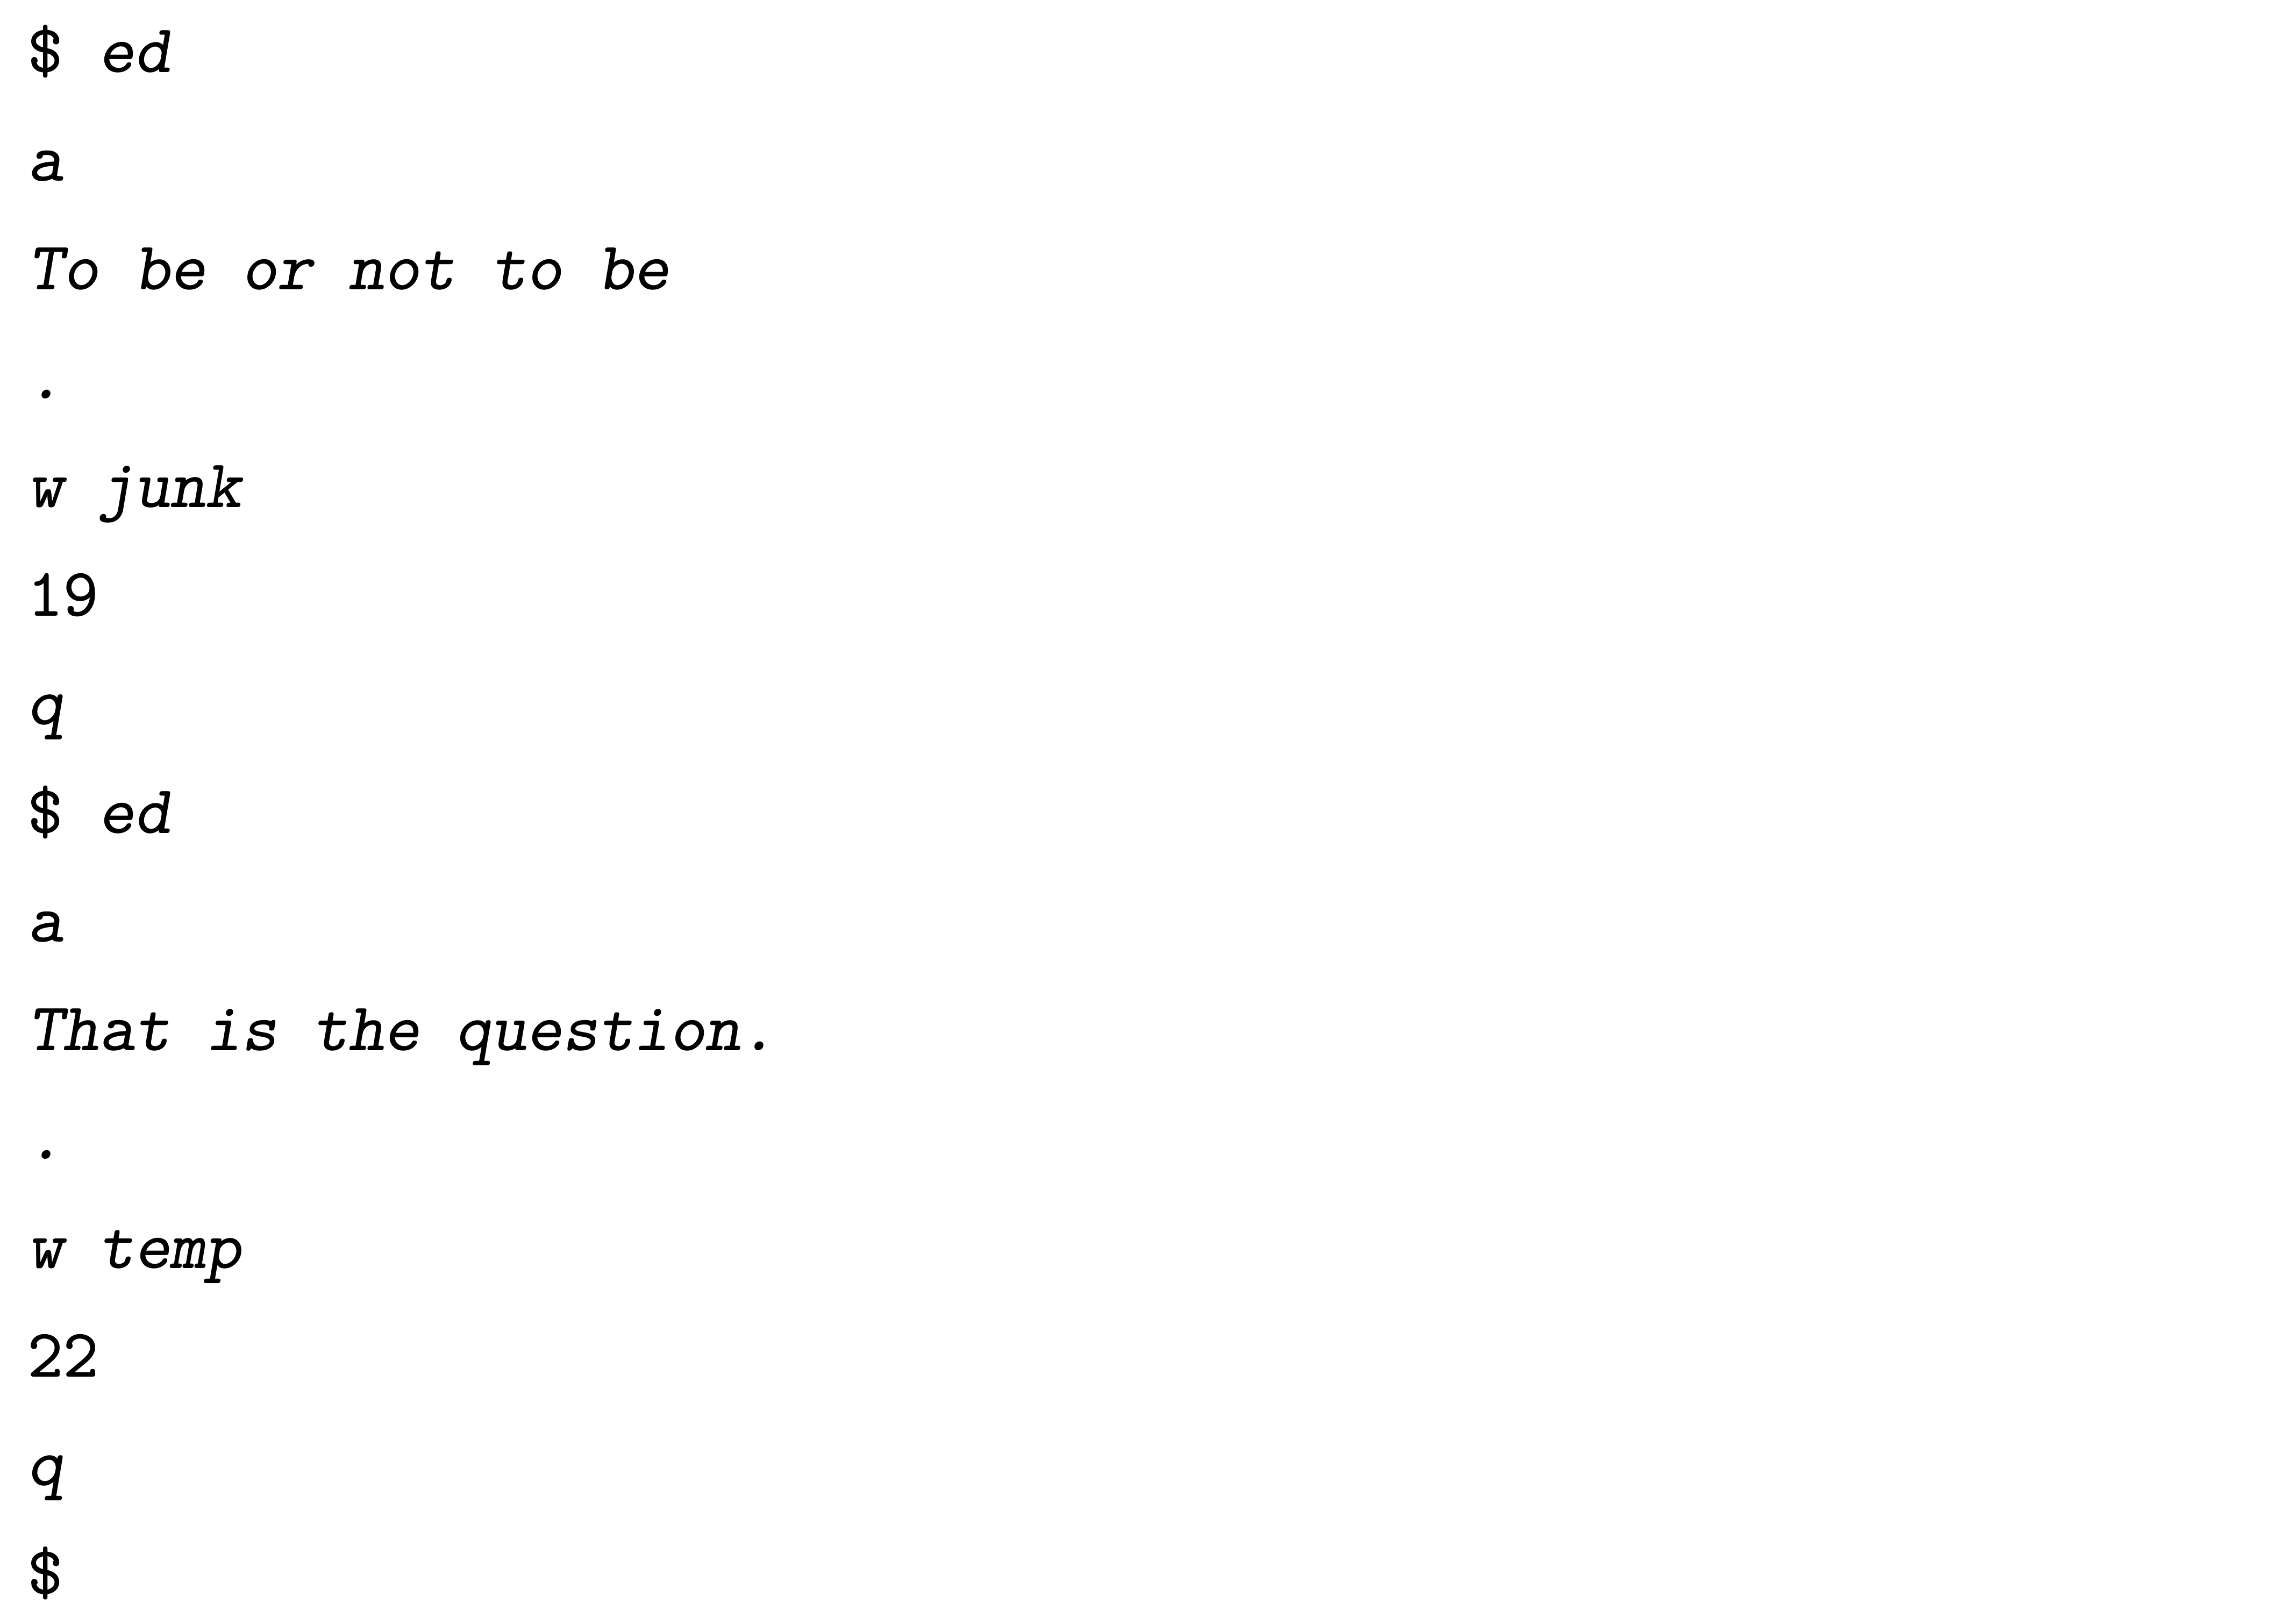 $ ed
a
To be or not to be
.
w junk
19
q
$ ed
a
That is the question.
.
w temp
22
q
$